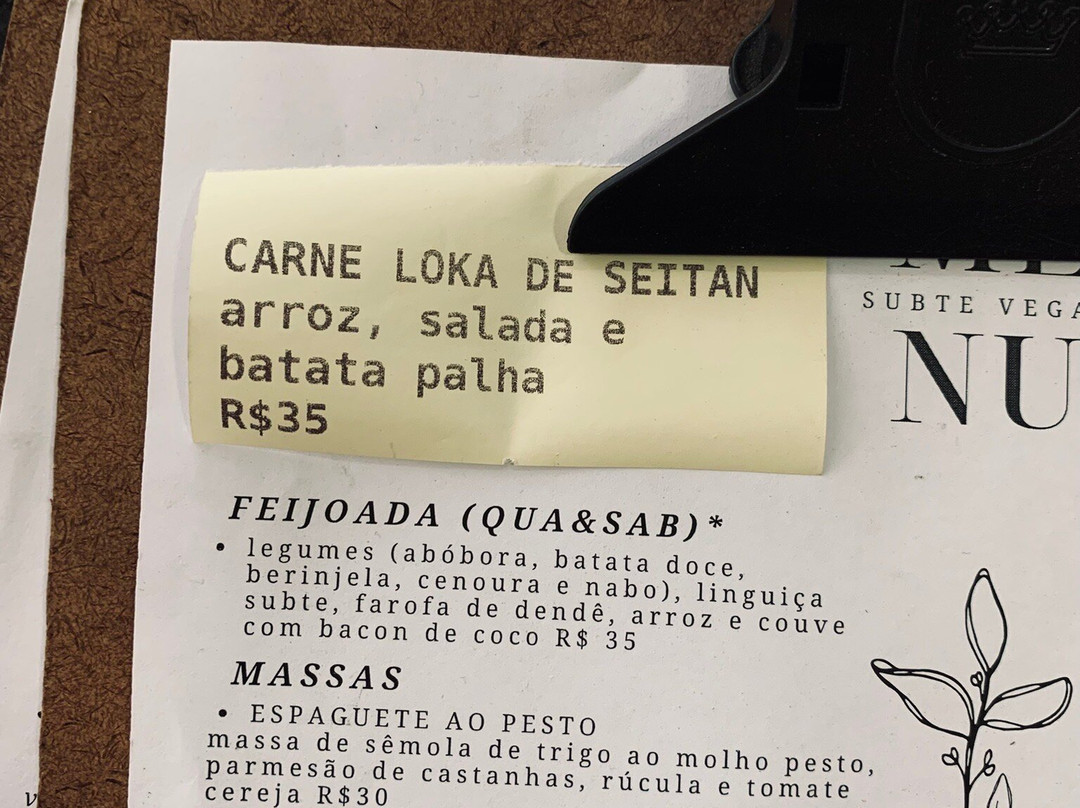 CARNE LOKA DE SEITAN
arroz, salada e
batata palha
R$35
SUBTE
NU
FEIJOADA (QUA&SAB)*
• legumes (abóbora, batata doce,
berinjela, cenoura e nabo), linguiça
subte, farofa de dendê, arroz e couve
com bacon de coco R$ 35
MASSAS
• ESPAGUETE AO PESTO
massa de sêmola de trigo ao molho pesto,
parmesão de castanhas, rúcula e tomate
cereja R$30